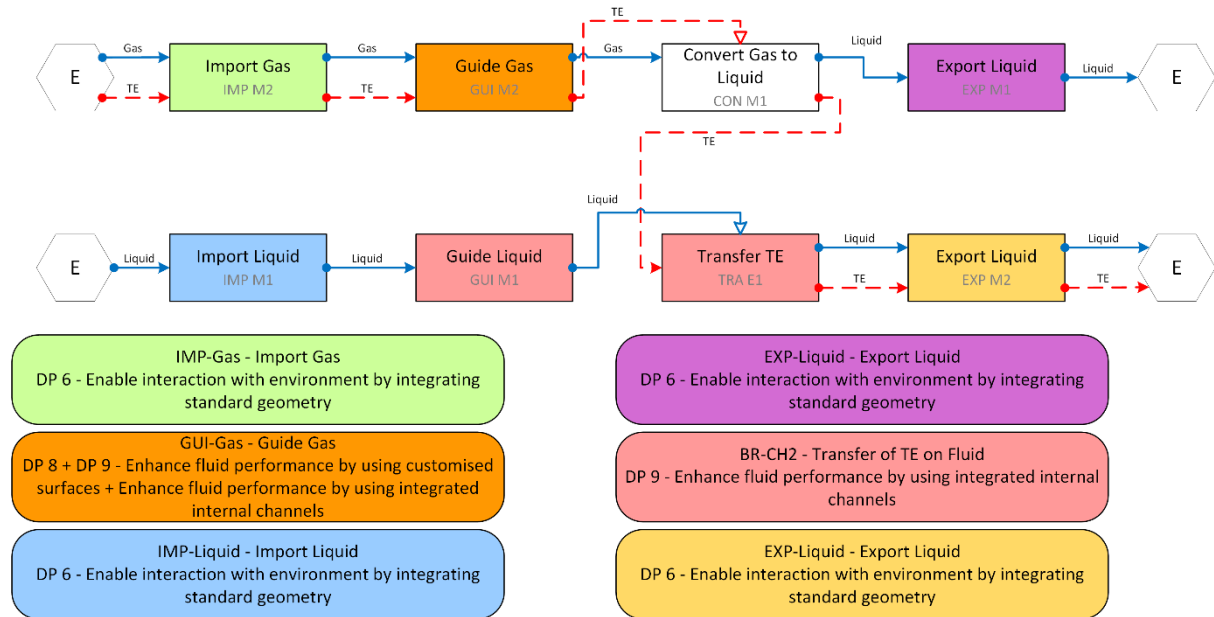 TE
Gas
Gas
Gas
Liquid
Liquid
E
Import Gas
IMP M2
Guide Gas
GUI M2
Convert Gas to
Liquid
CON M1
Export Liquid
EXP M1
E
TE
TE
TE
Liquid
Liquid
Liquid
Liquid
Liquid
E
Import Liquid
IMP M1
Guide Liquid
GUI M1
Transfer TE
TRA E1
Export Liquid
EXP M2
E
TE
TE
IMP-Gas - Import Gas
DP 6 - Enable interaction with environment by integrating
standard geometry
EXP-Liquid - Export Liquid
DP 6 - Enable interaction with environment by integrating
standard geometry
GUI-Gas - Guide Gas
DP 8 + DP 9 - Enhance fluid performance by using customised
surfaces + Enhance fluid performance by using integrated
internal channels
BR-CH2 - Transfer of TE on Fluid
DP 9 - Enhance fluid performance by using integrated internal
channels
IMP-Liquid - Import Liquid
DP 6 - Enable interaction with environment by integrating
standard geometry
EXP-Liquid - Export Liquid
DP 6 - Enable interaction with environment by integrating
standard geometry